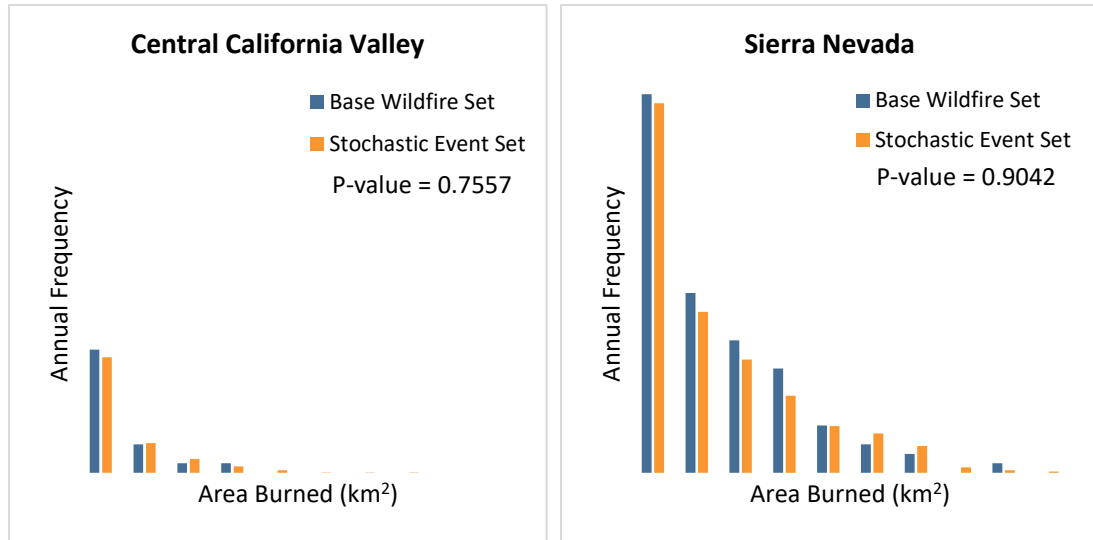 Central California Valley
Base Wildfire Set
Stochastic Event Set
P-value = 0.7557
Annual Frequency
Area Burned (km²)
Sierra Nevada
Base Wildfire Set
Stochastic Event Set
P-value = 0.9042
Annual Frequency
Area Burned (km²)